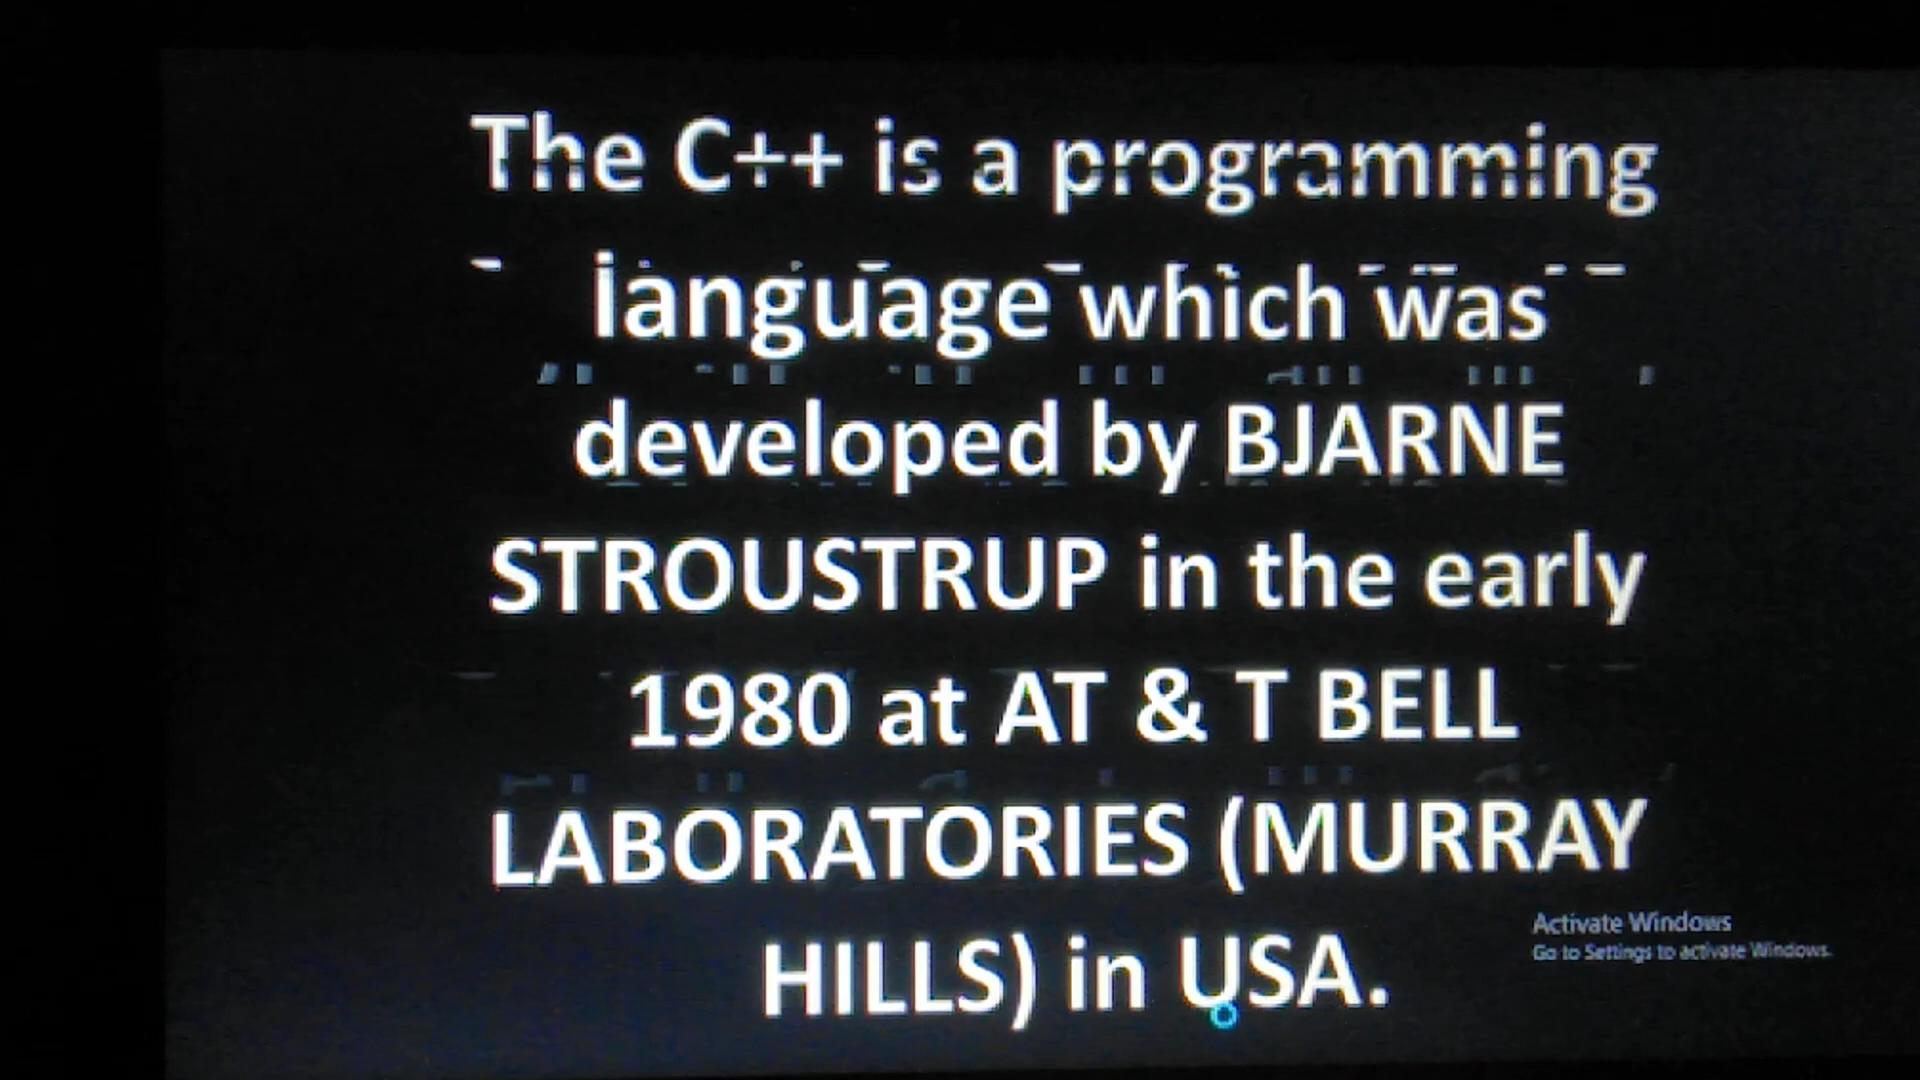 The C++ is a programming
language which was
developed by BJARNE
STROUSTRUP in the early
1980 at AT & T BELL
LABORATORIES (MURRAY
HILLS) in USA.
Activate Windows
Go to Settings to activate Windows.